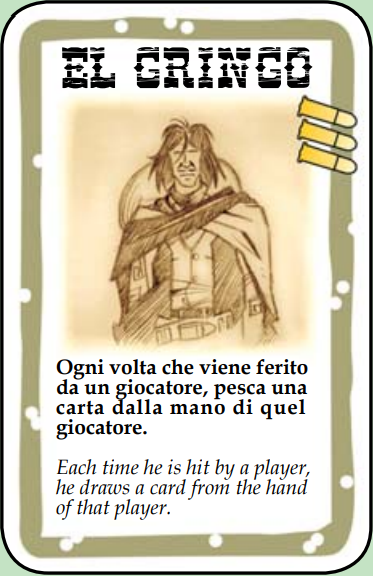 EL GRINGO
Ogni volta che viene ferito
da un giocatore, pesca una
carta dalla mano di quel
giocatore.
Each time he is hit by a player,
he draws a card from the hand
of that player.